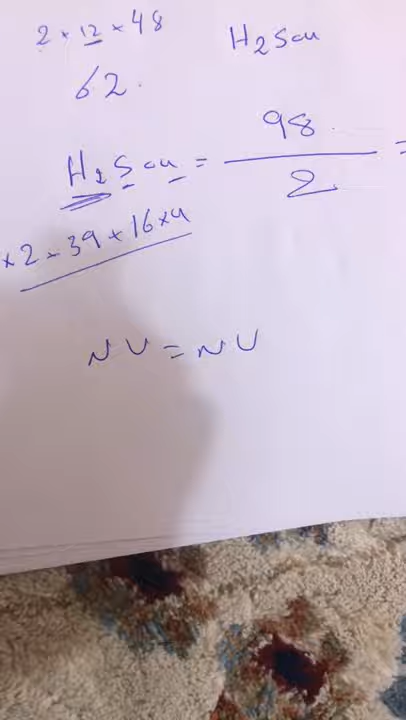 2 × 12 × 48
H₂SO4
62.
H₂SO4 = 98 / 2 =
×2 - 39 + 16×4
NV = NV